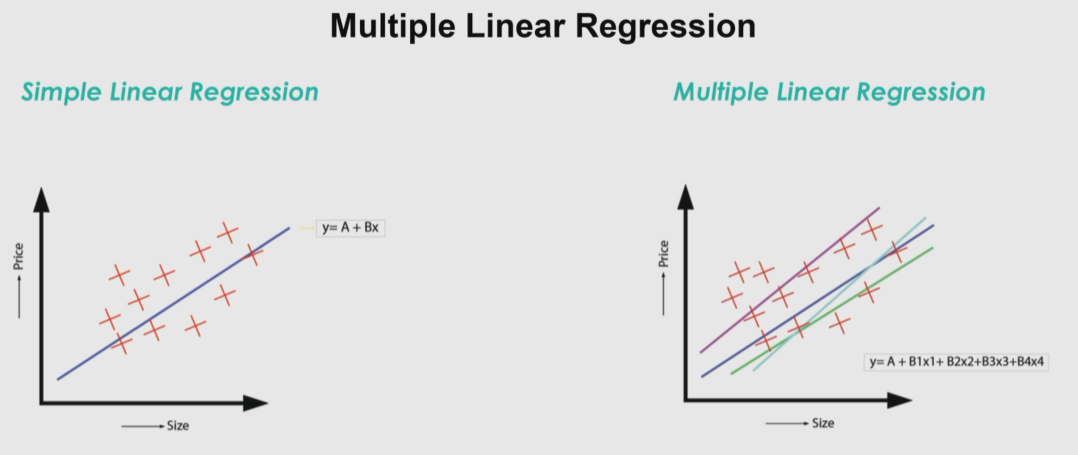 Multiple Linear Regression
Simple Linear Regression
Price
y= A + Bx
Size
Multiple Linear Regression
Price
y= A + B1x1+ B2x2+B3x3+B4x4
Size